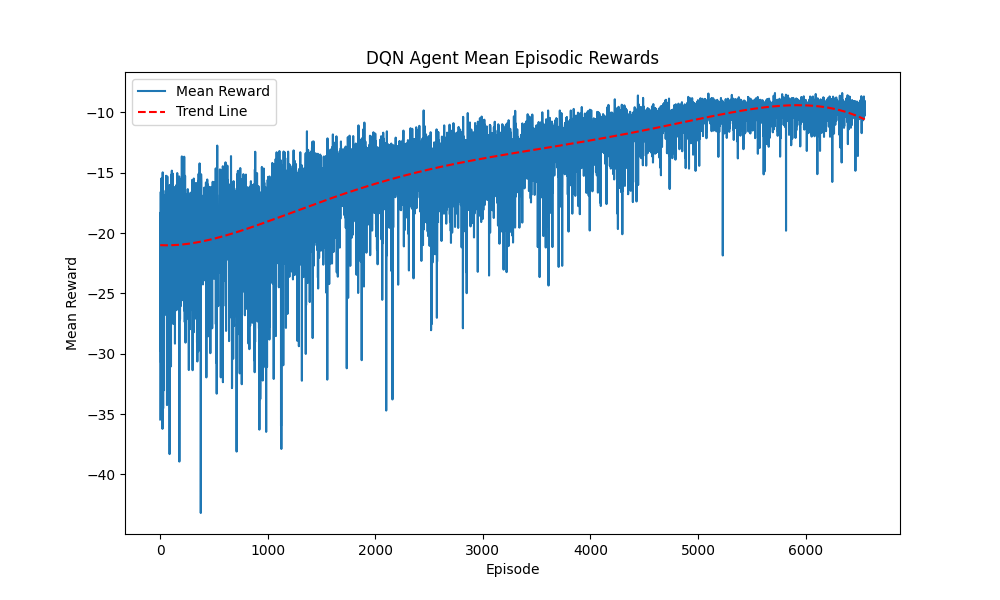 DQN Agent Mean Episodic Rewards
Mean Reward
Trend Line
Mean Reward
−10
−15
−20
−25
−30
−35
−40
0 1000 2000 3000 4000 5000 6000
Episode